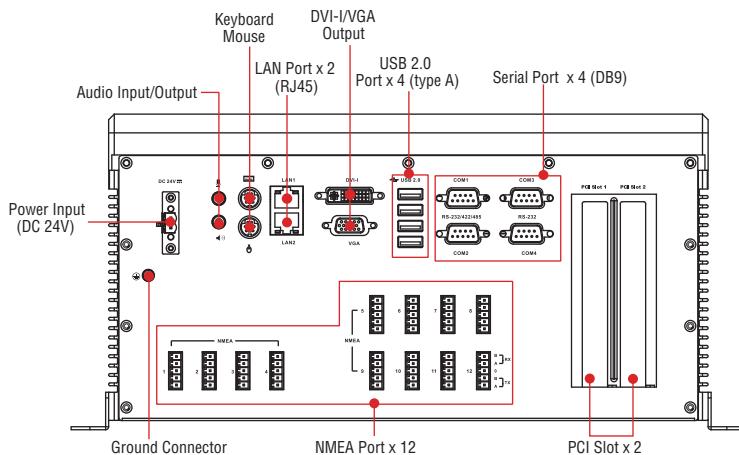 Keyboard
Mouse
DVI-I/VGA
Output
LAN Port x 2
(RJ45)
USB 2.0
Port x 4 (type A)
Serial Port x 4 (DB9)
Audio Input/Output
DC 24V
LAN1
DVI-I
USB 2.0
COM1
COM3
PCI Slot 1
PCI Slot 2
Power Input
(DC 24V)
RS-232/422/485
RS-232
LAN2
VGA
COM2
COM4
5
6
7
8
NMEA
NMEA
1
2
3
4
9
10
11
12
B
A
RX
0
B
A
TX
Ground Connector
NMEA Port x 12
PCI Slot x 2